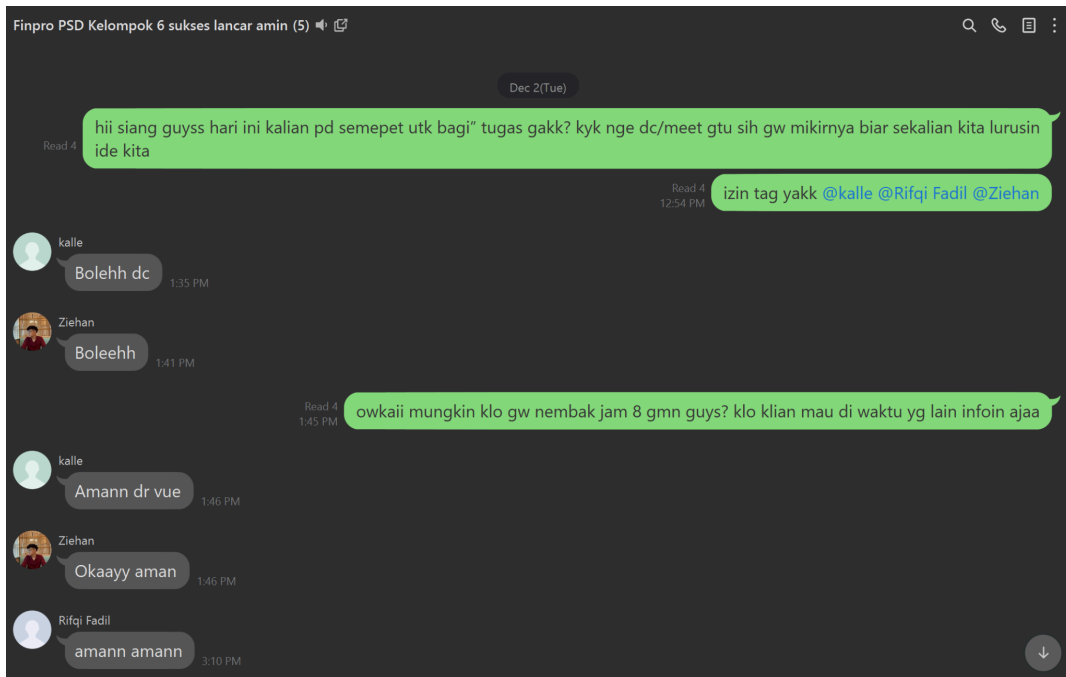 Finpro PSD Kelompok 6 sukses lancar amin (5)
Dec 2(Tue)
hii siang guyss hari ini kalian pd semepet utk bagi” tugas gakk? kyk nge dc/meet gtu sih gw mikirnya biar sekalian kita lurusin
ide kita
Read 4
Read 4
12:54 PM
izin tag yakk @kalle @Rifqi Fadil @Ziehan
kalle
Bolehh dc
1:35 PM
Ziehan
Boleehh
1:41 PM
Read 4
1:45 PM
owkaii mungkin klo gw nembak jam 8 gmn guys? klo klian mau di waktu yg lain infoin ajaa
kalle
Amann dr vue
1:46 PM
Ziehan
Okaayy aman
1:46 PM
Rifqi Fadil
amann amann
3:10 PM